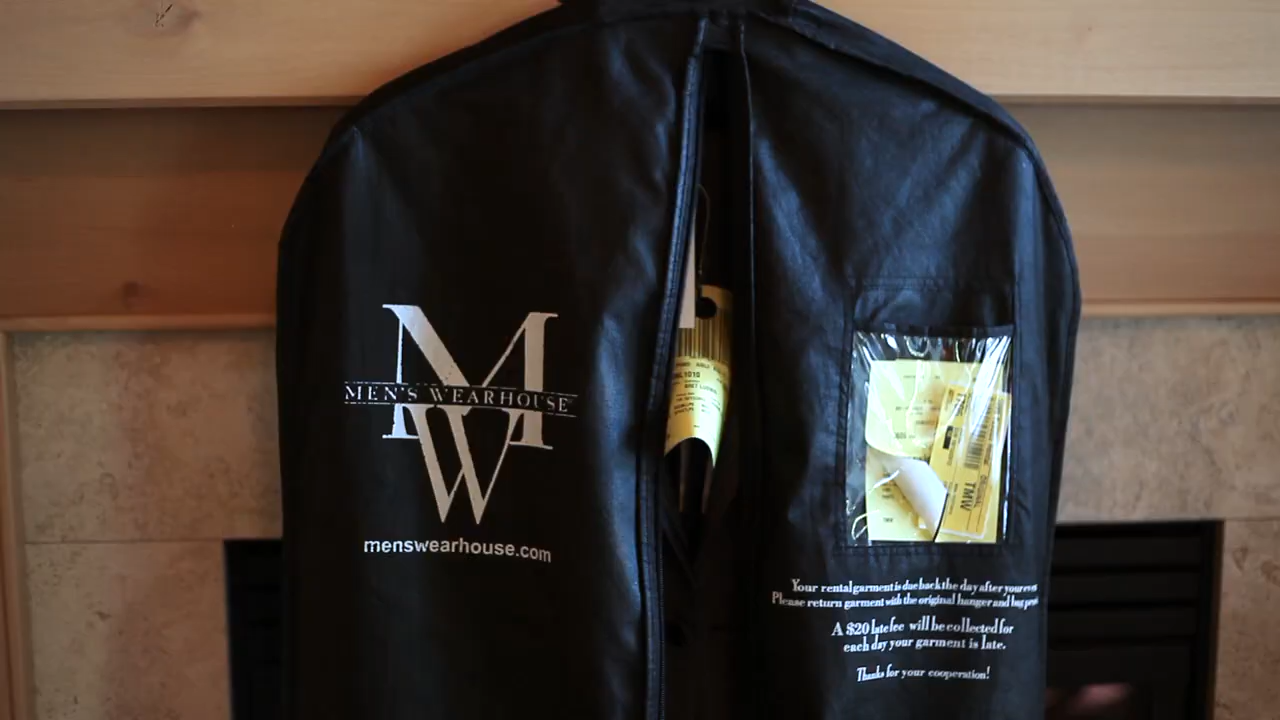 M
MEN'S WEARHOUSE
W
menswearhouse.com
1010
TMW
Your rental garment is due back the day after your
Please return garment with the original hanger and bag
A $20 late fee will be collected for
each day your garment is late.
Thanks for your cooperation!